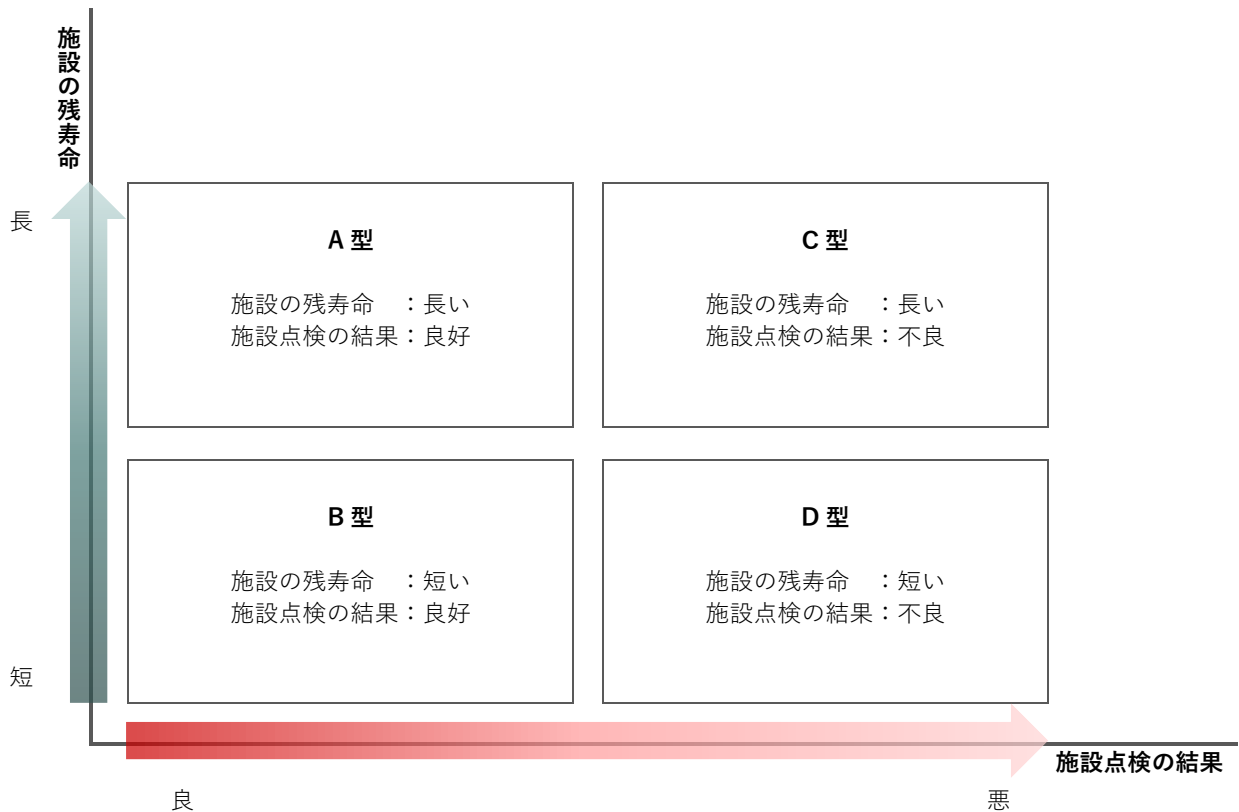 施設の残寿命
長
A 型
施設の残寿命　：長い
施設点検の結果：良好
C 型
施設の残寿命　：長い
施設点検の結果：不良
B 型
施設の残寿命　：短い
施設点検の結果：良好
D 型
施設の残寿命　：短い
施設点検の結果：不良
短
施設点検の結果
良
悪